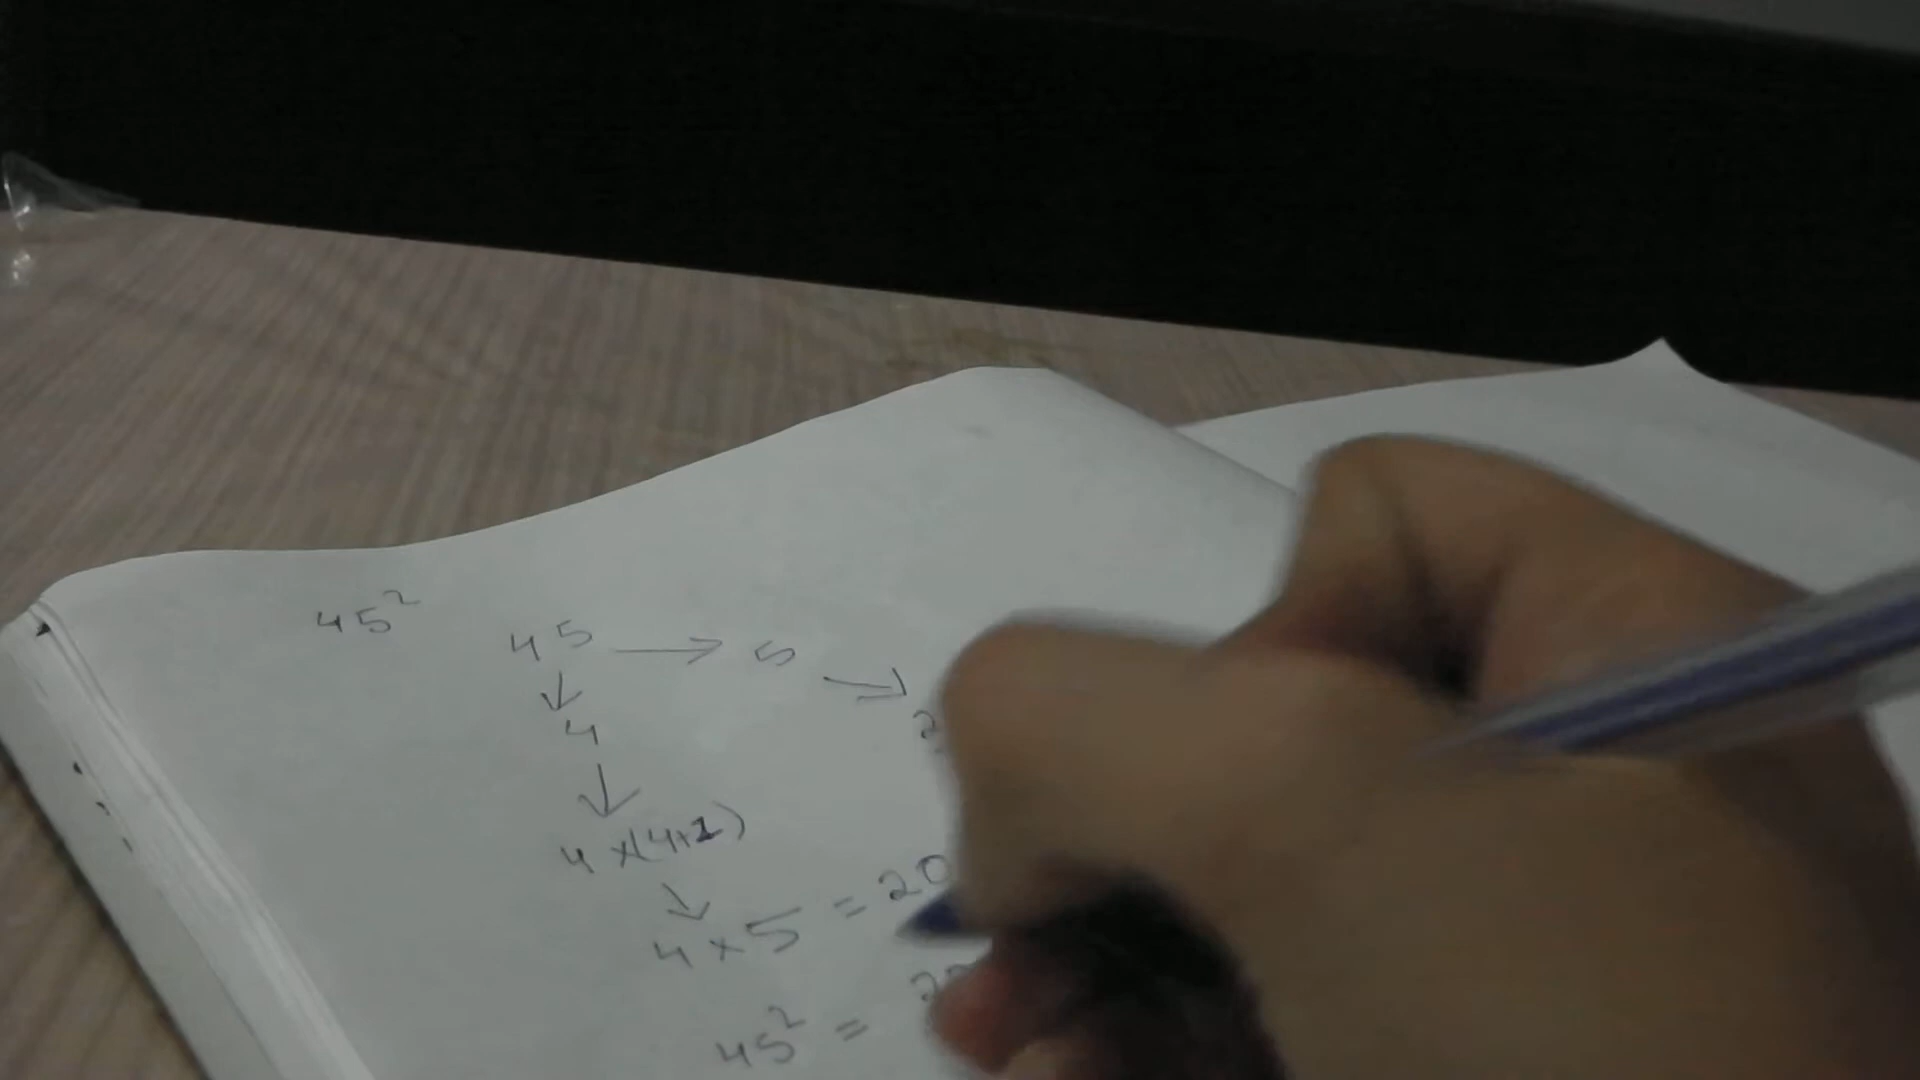 45²
45 → 5
↓ ↘
4
↓
4 x(4+1)
↘
4 x 5 = 20
45² =